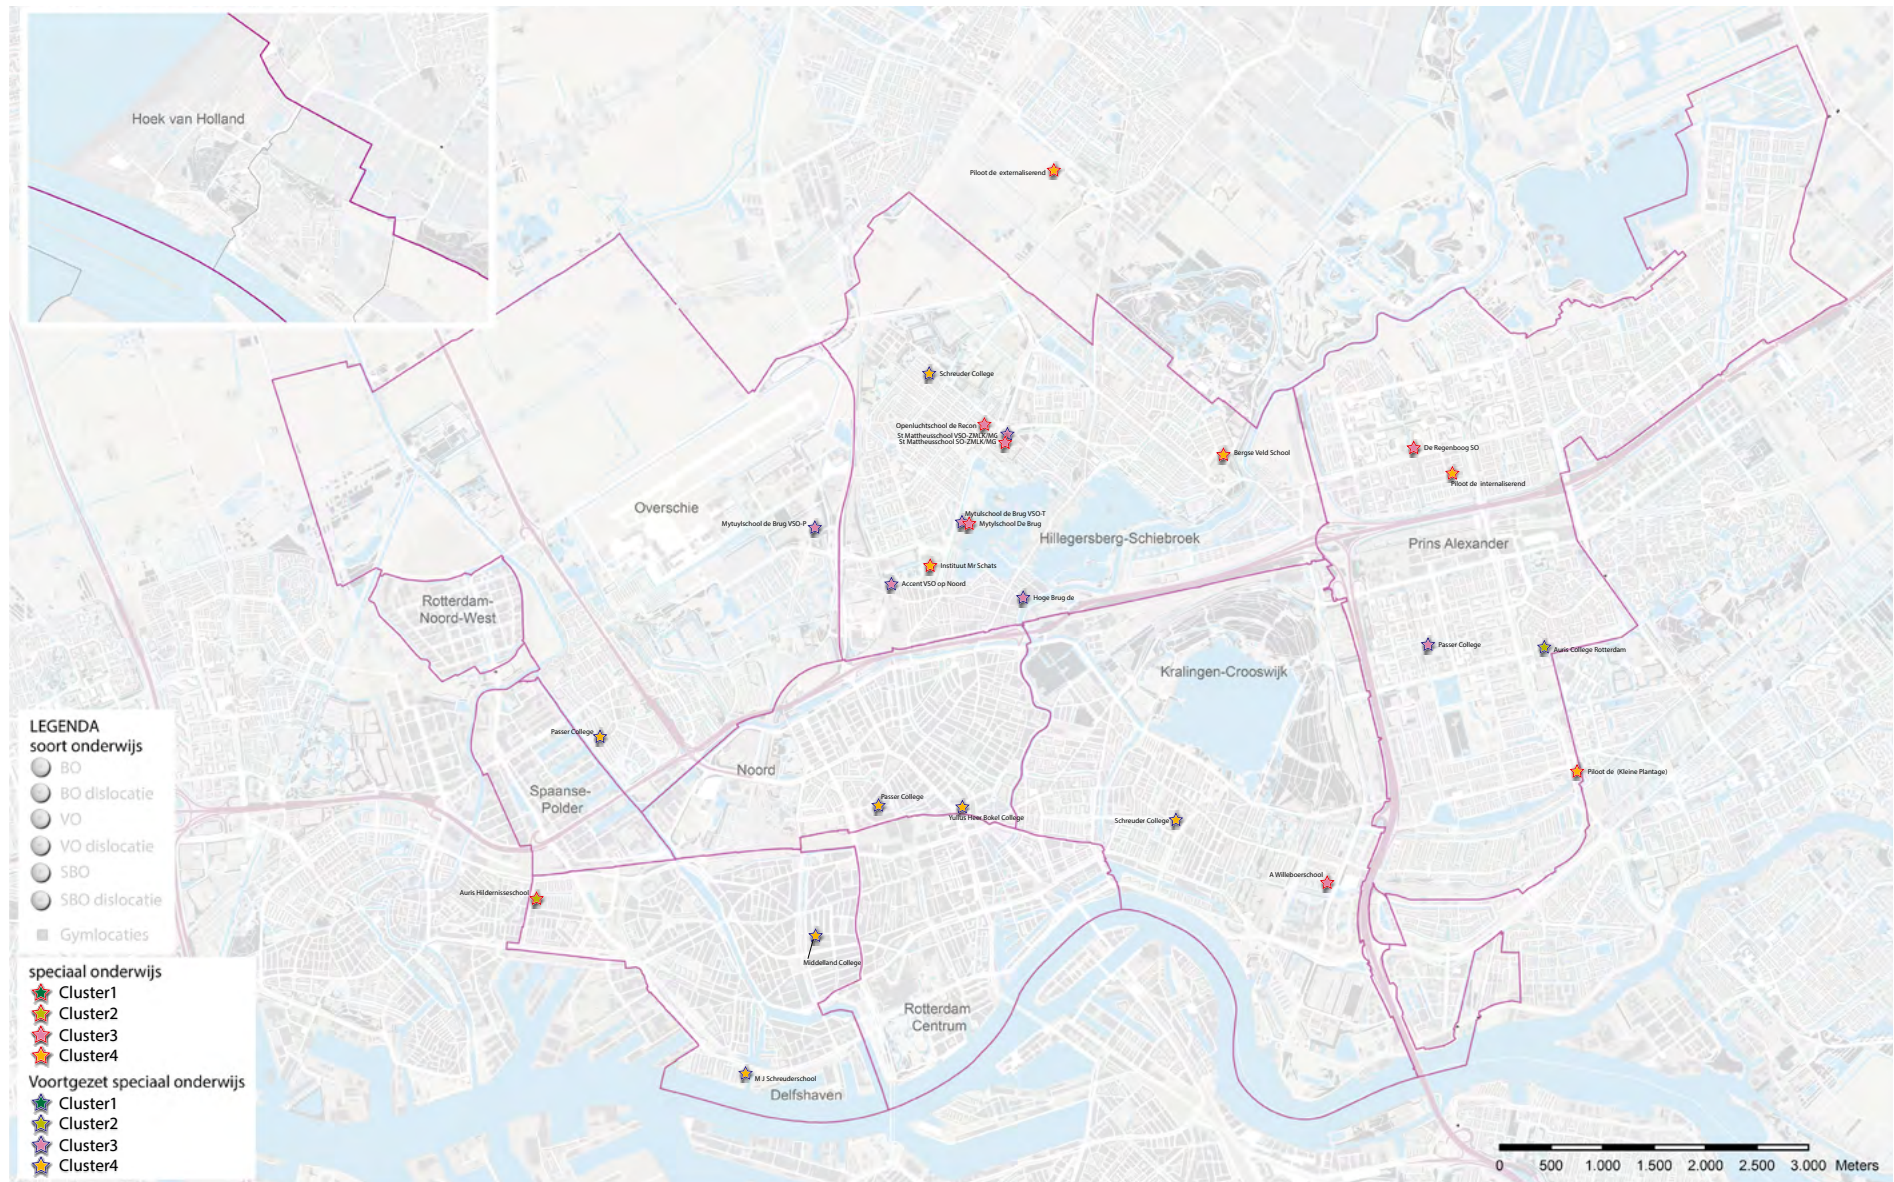 Hoek van Holland
Piloot de externaliserend
Schreuder College
Openluchtschool de Recon
St Mattheusschool VSO-ZMLK/MG
St Mattheusschool SO-ZMLK/MG
Bergse Veld School
De Regenboog SO
Piloot de internaliserend
Overschie
Mytuylschool de Brug VSO-P
Mytulschool de Brug VSO-T
Mytylschool De Brug
Hillegersberg-Schiebroek
Prins Alexander
Instituut Mr Schats
Accent VSO op Noord
Hoge Brug de
Rotterdam-
Noord-West
Passer College
Auris College Rotterdam
Kralingen-Crooswijk
Passer College
Noord
Spaanse-
Polder
Passer College
Yulius Heer Bokel College
Schreuder College
Piloot de (Kleine Plantage)
A Willeboerschool
Auris Hildernisseschool
Middelland College
Rotterdam
Centrum
M J Schreuderschool
Delfshaven
LEGENDA
soort onderwijs
BO
BO dislocatie
VO
VO dislocatie
SBO
SBO dislocatie
Gymlocaties
speciaal onderwijs
Cluster1
Cluster2
Cluster3
Cluster4
Voortgezet speciaal onderwijs
Cluster1
Cluster2
Cluster3
Cluster4
0 500 1.000 1.500 2.000 2.500 3.000 Meters